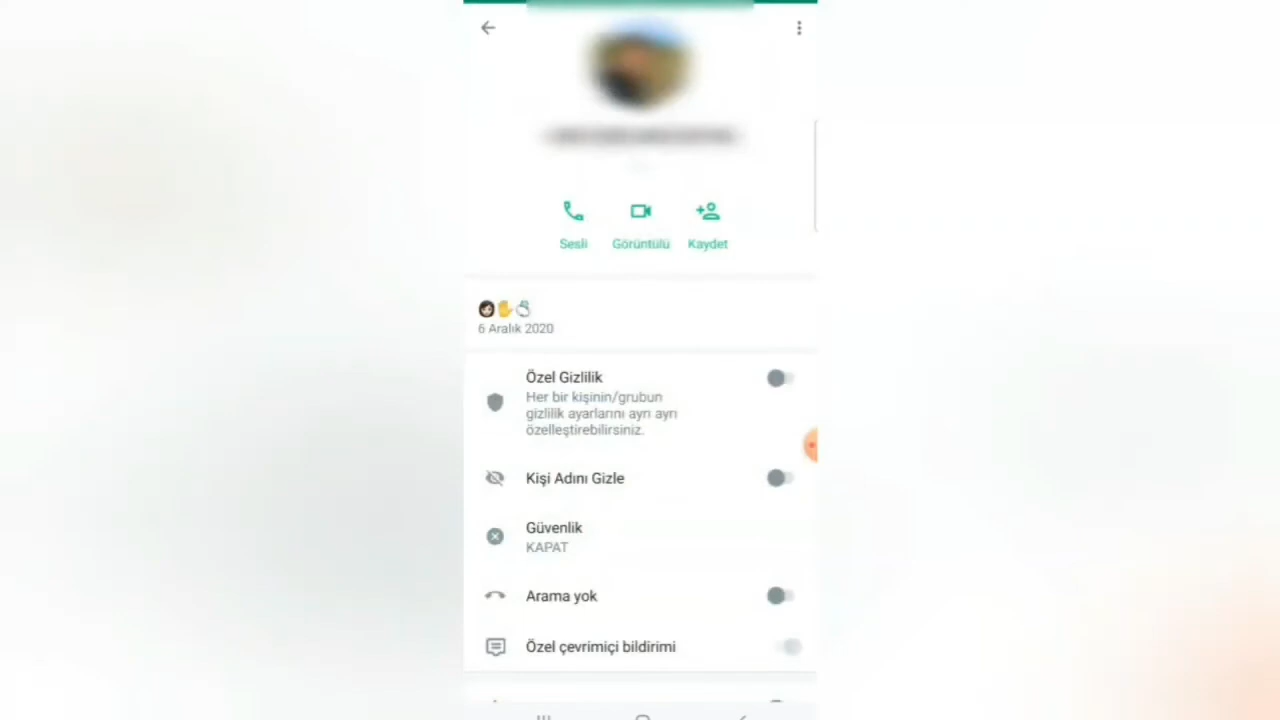 Sesli
Görüntülü
Kaydet
6 Aralık 2020
Özel Gizlilik
Her bir kişinin/grubun
gizlilik ayarlarını ayrı ayrı
özelleştirebilirsiniz.
Kişi Adını Gizle
Güvenlik
KAPAT
Arama yok
Özel çevrimiçi bildirimi